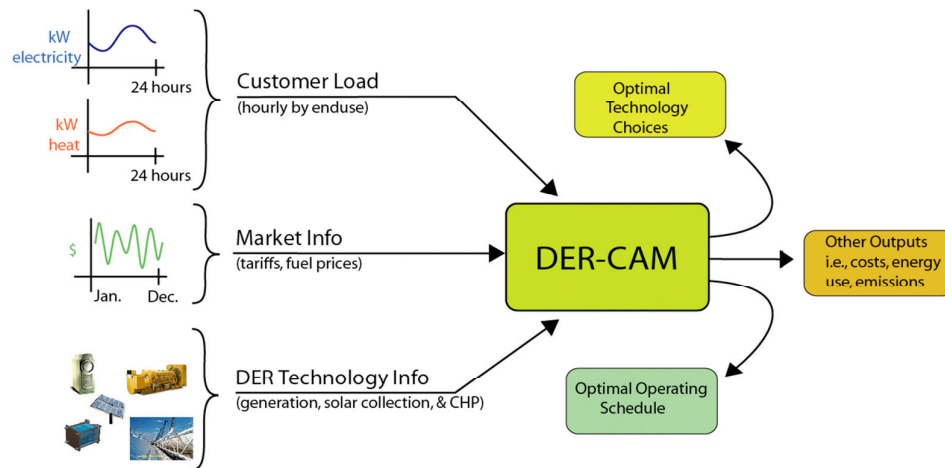 kW
electricity
24 hours
kW
heat
24 hours
Customer Load
(hourly by enduse)
$
Jan.
Dec.
Market Info
(tariffs, fuel prices)
DER Technology Info
(generation, solar collection, & CHP)
DER-CAM
Optimal
Technology
Choices
Other Outputs
i.e., costs, energy
use, emissions
Optimal Operating
Schedule